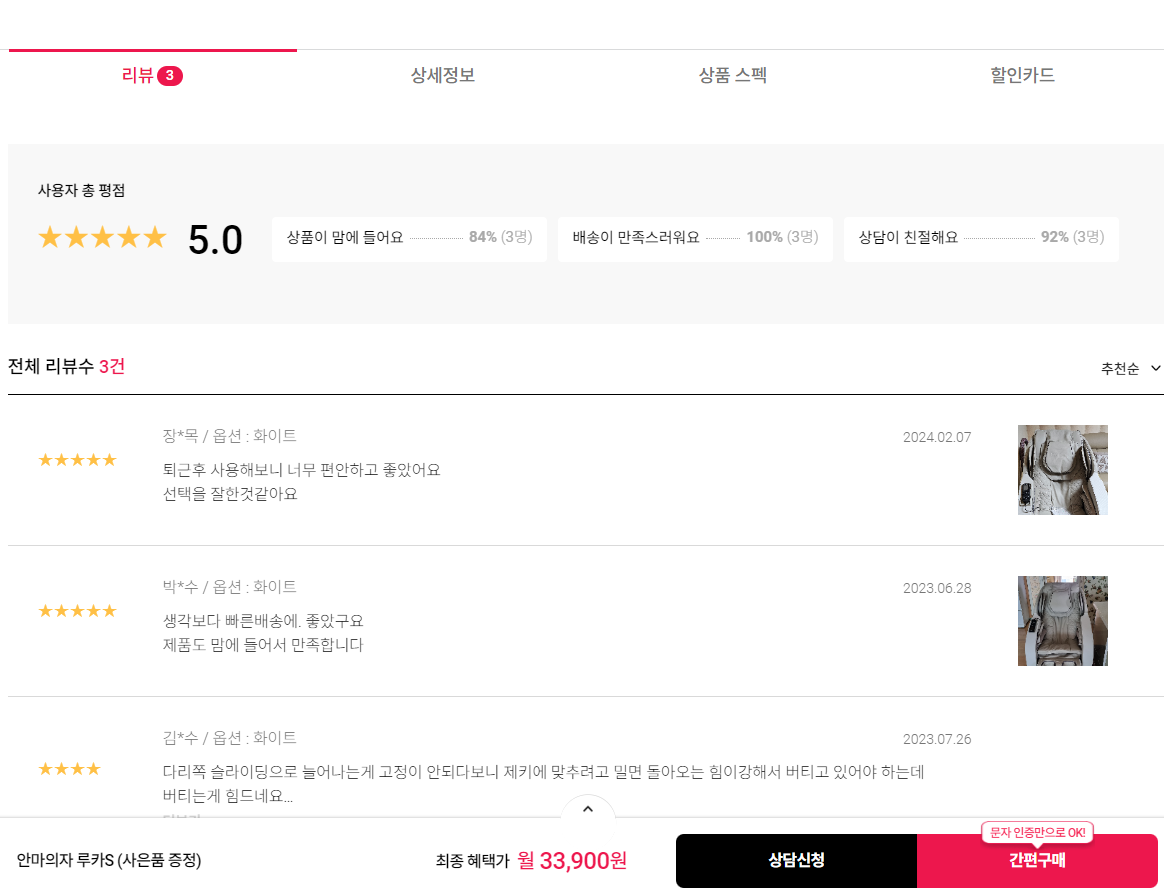 리뷰 3
상세정보
상품 스펙
할인카드
사용자 총 평점
5.0
상품이 맘에 들어요 84% (3명)
배송이 만족스러워요 100% (3명)
상담이 친절해요 92% (3명)
전체 리뷰수 3건
추천순
장*목 / 옵션 : 화이트
2024.02.07
퇴근후 사용해보니 너무 편안하고 좋았어요
선택을 잘한것같아요
박*수 / 옵션 : 화이트
2023.06.28
생각보다 빠른배송에. 좋았구요
제품도 맘에 들어서 만족합니다
김*수 / 옵션 : 화이트
2023.07.26
다리쪽 슬라이딩으로 늘어나는게 고정이 안되다보니 제키에 맞추려고 밀면 돌아오는 힘이강해서 버티고 있어야 하는데
버티는게 힘드네요...
안마의자 루카S (사은품 증정)
최종 혜택가 월 33,900원
상담신청
문자 인증만으로 OK!
간편구매